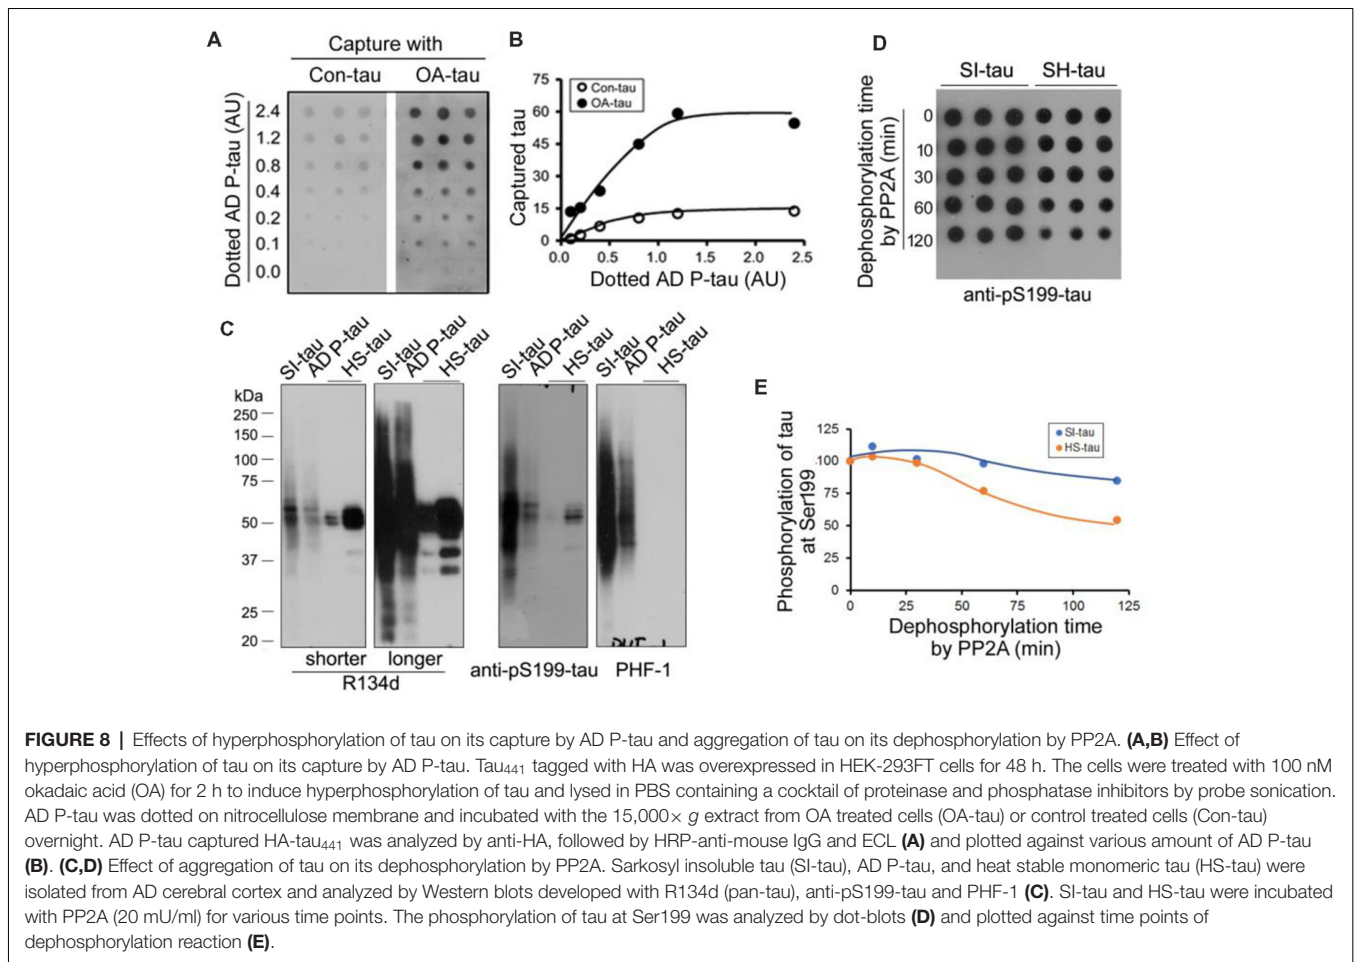 A
Capture with
Con-tau OA-tau
Dotted AD P-tau (AU)
2.4
1.2
0.8
0.4
0.2
0.1
0.0
B
Captured tau
75
60
45
30
15
0
Con-tau
OA-tau
0.0 0.5 1.0 1.5 2.0 2.5
Dotted AD P-tau (AU)
D
SI-tau SH-tau
Dephosphorylation time
by PP2A (min)
0
10
30
60
120
anti-pS199-tau
C
SI-tau AD P-tau HS-tau SI-tau AD P-tau HS-tau SI-tau AD P-tau HS-tau SI-tau AD P-tau HS-tau
kDa
250
150
100
75
50
37
25
20
shorter longer
R134d
anti-pS199-tau PHF-1
E
Phosphorylation of tau
at Ser199
125
100
75
50
25
0
SI-tau
HS-tau
0 25 50 75 100 125
Dephosphorylation time
by PP2A (min)
FIGURE 8 | Effects of hyperphosphorylation of tau on its capture by AD P-tau and aggregation of tau on its dephosphorylation by PP2A. (A,B) Effect of
hyperphosphorylation of tau on its capture by AD P-tau. Tau441 tagged with HA was overexpressed in HEK-293FT cells for 48 h. The cells were treated with 100 nM
okadaic acid (OA) for 2 h to induce hyperphosphorylation of tau and lysed in PBS containing a cocktail of proteinase and phosphatase inhibitors by probe sonication.
AD P-tau was dotted on nitrocellulose membrane and incubated with the 15,000× g extract from OA treated cells (OA-tau) or control treated cells (Con-tau)
overnight. AD P-tau captured HA-tau441 was analyzed by anti-HA, followed by HRP-anti-mouse IgG and ECL (A) and plotted against various amount of AD P-tau
(B). (C,D) Effect of aggregation of tau on its dephosphorylation by PP2A. Sarkosyl insoluble tau (SI-tau), AD P-tau, and heat stable monomeric tau (HS-tau) were
isolated from AD cerebral cortex and analyzed by Western blots developed with R134d (pan-tau), anti-pS199-tau and PHF-1 (C). SI-tau and HS-tau were incubated
with PP2A (20 mU/ml) for various time points. The phosphorylation of tau at Ser199 was analyzed by dot-blots (D) and plotted against time points of
dephosphorylation reaction (E).